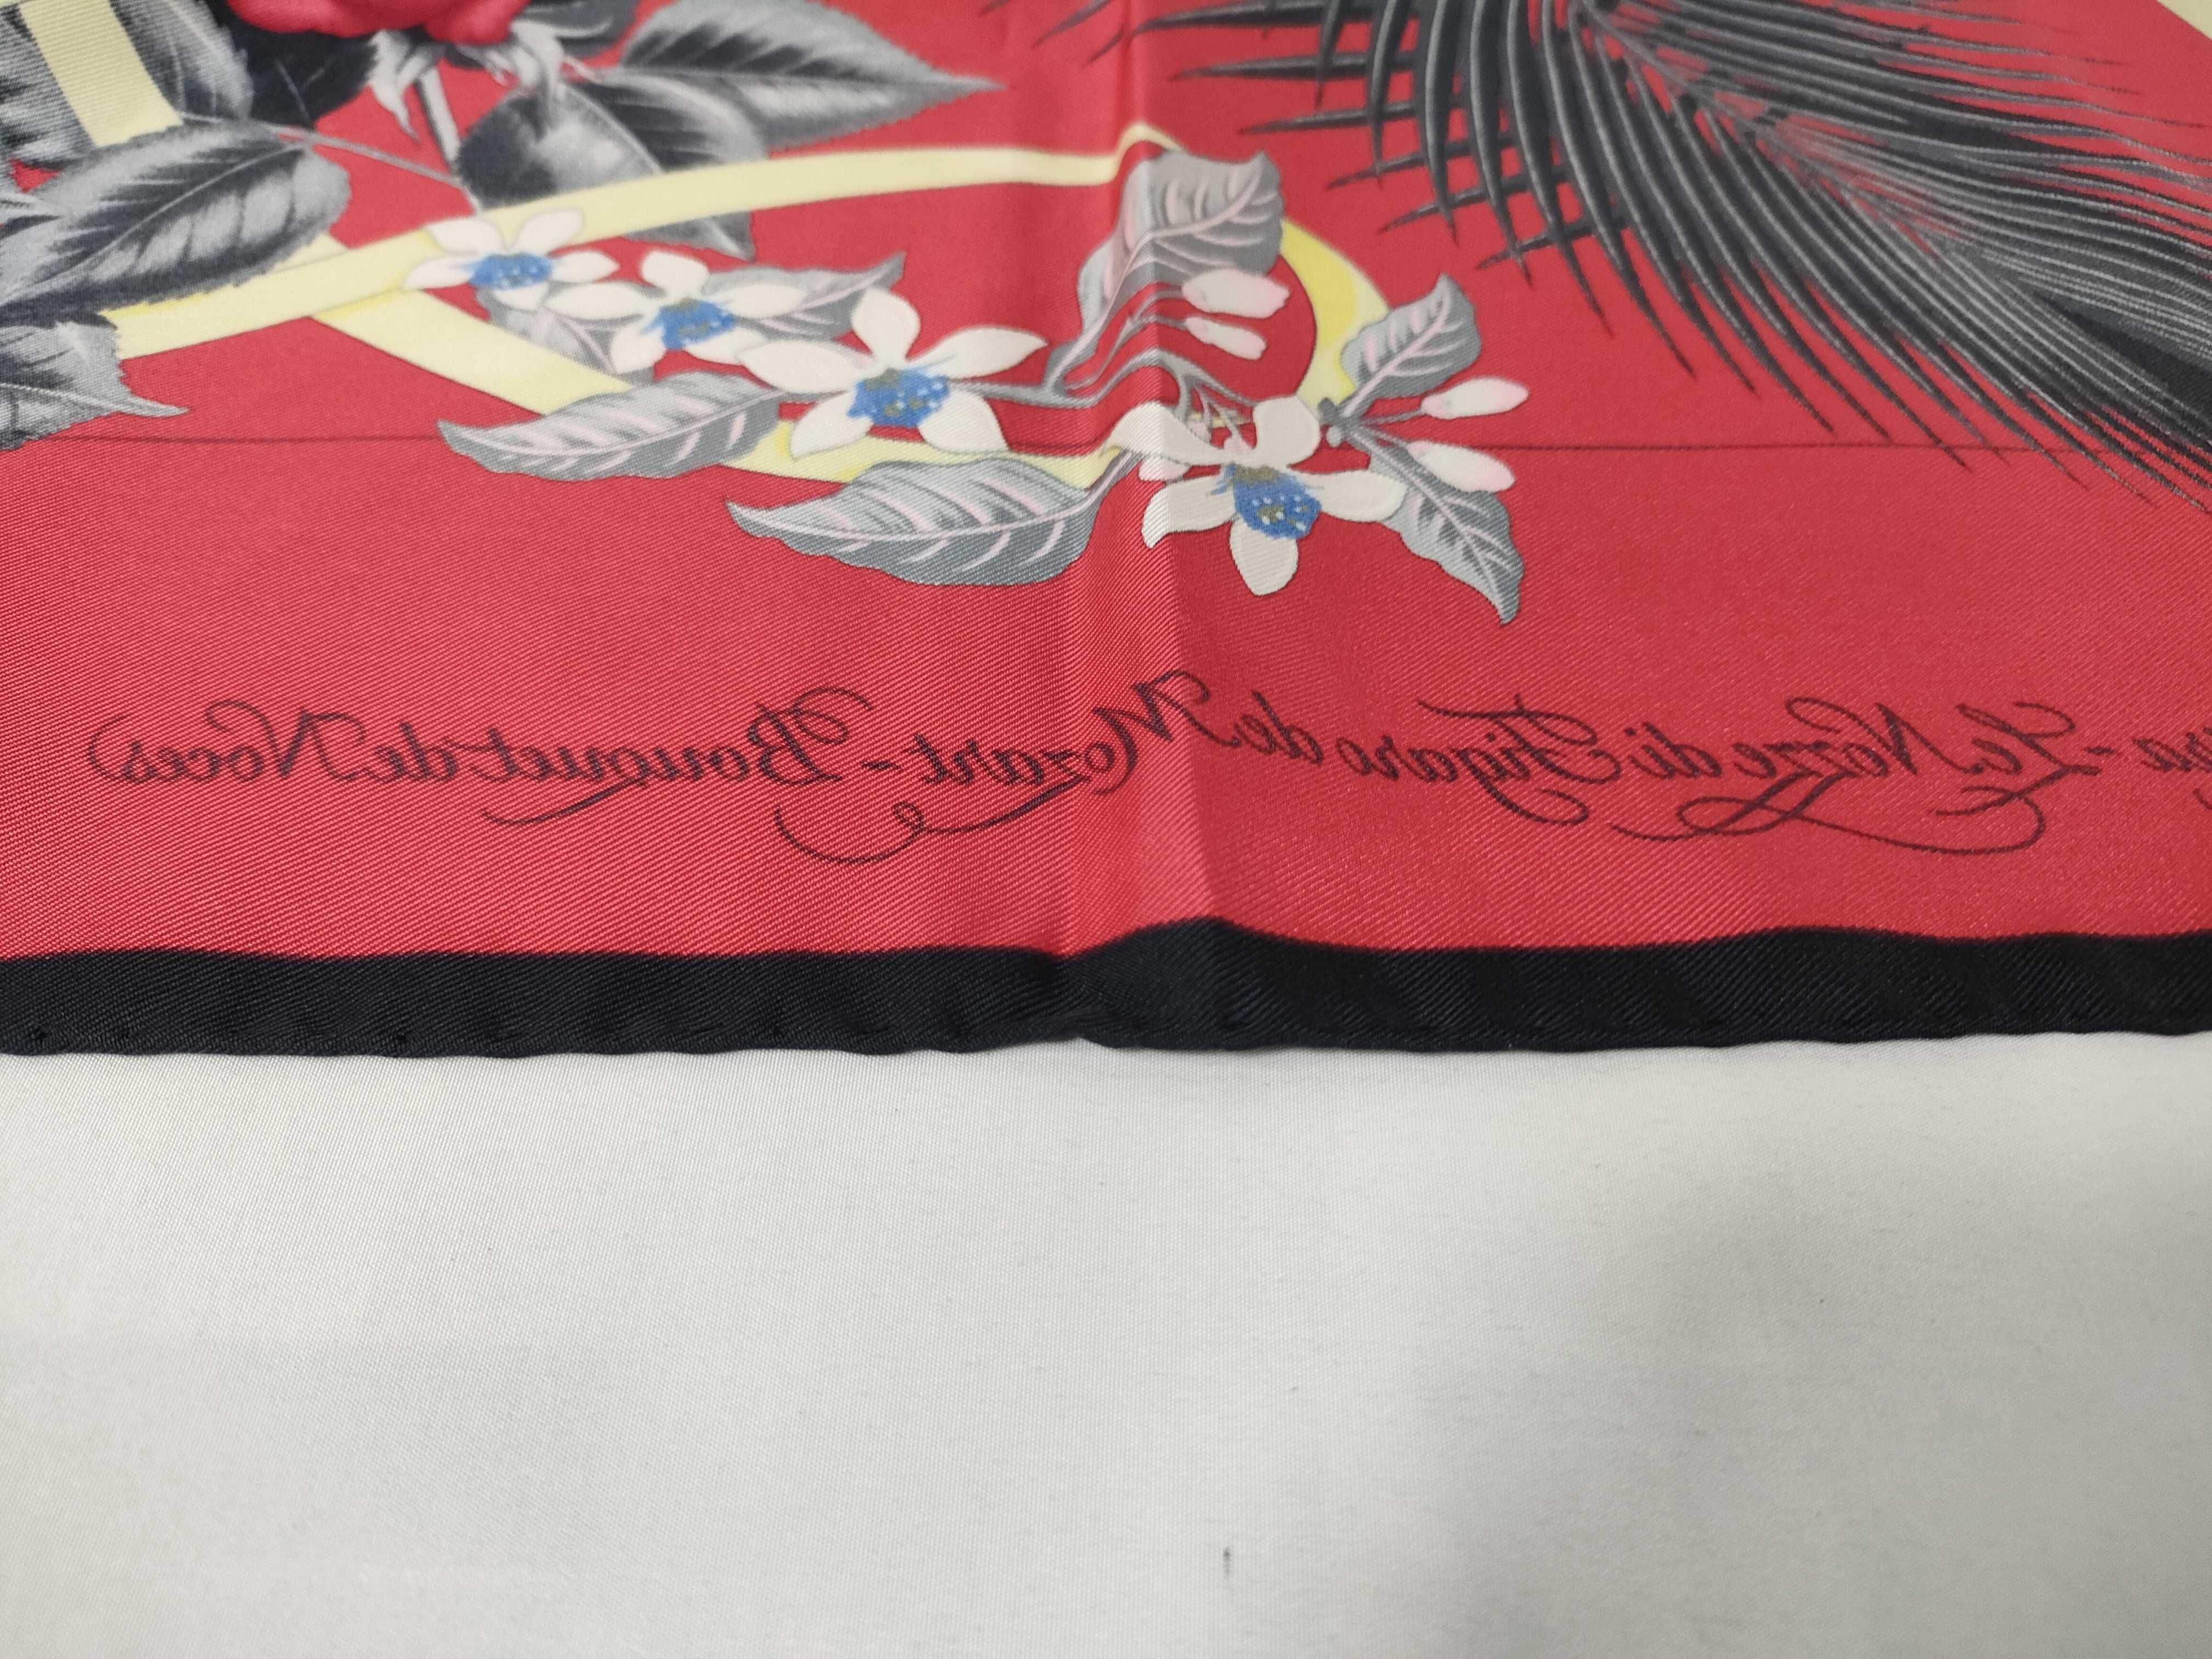 Le Nozze di Figaro de Mozart - Bouquet de Noces)